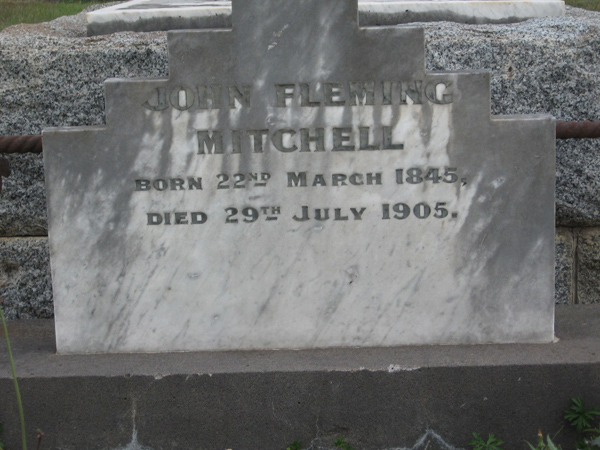 JOHN FLEMING
MITCHELL
BORN 22ND MARCH 1845,
DIED 29TH JULY 1905.